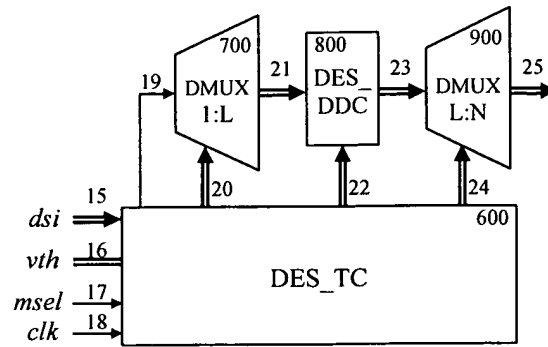 700
800
900
19
21
23
25
DMUX
1:L
DES_
DDC
DMUX
L:N
20
22
24
15
dsi
600
16
vth
DES_TC
17
msel
18
clk